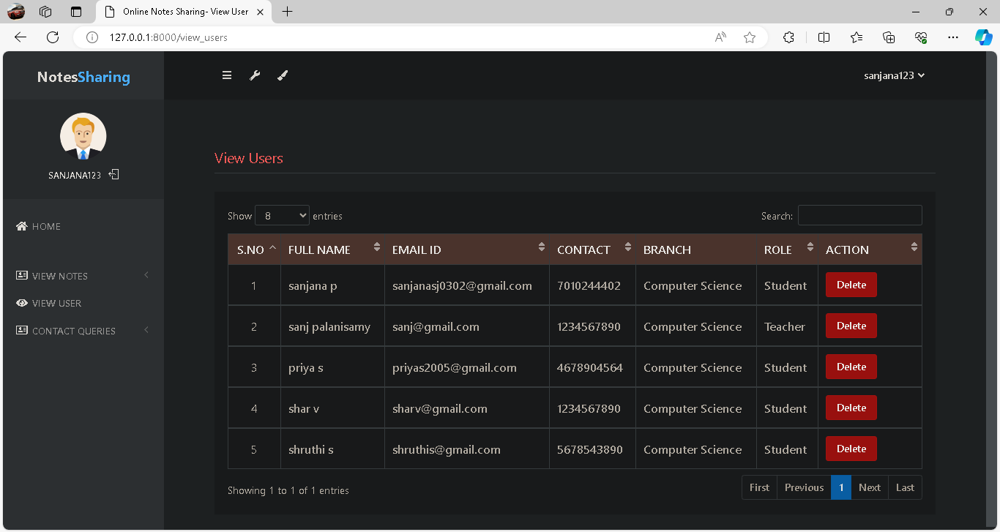 Online Notes Sharing- View User
127.0.0.1:8000/view_users
NotesSharing
sanjana123
SANJANA123
HOME
VIEW NOTES
VIEW USER
CONTACT QUERIES
View Users
Show 8 entries
Search:
S.NO FULL NAME EMAIL ID CONTACT BRANCH ROLE ACTION
1 sanjana p sanjanasj0302@gmail.com 7010244402 Computer Science Student Delete
2 sanj palanisamy sanj@gmail.com 1234567890 Computer Science Teacher Delete
3 priya s priyas2005@gmail.com 4678904564 Computer Science Student Delete
4 shar v sharv@gmail.com 1234567890 Computer Science Student Delete
5 shruthi s shruthis@gmail.com 5678543890 Computer Science Student Delete
Showing 1 to 1 of 1 entries
First Previous 1 Next Last